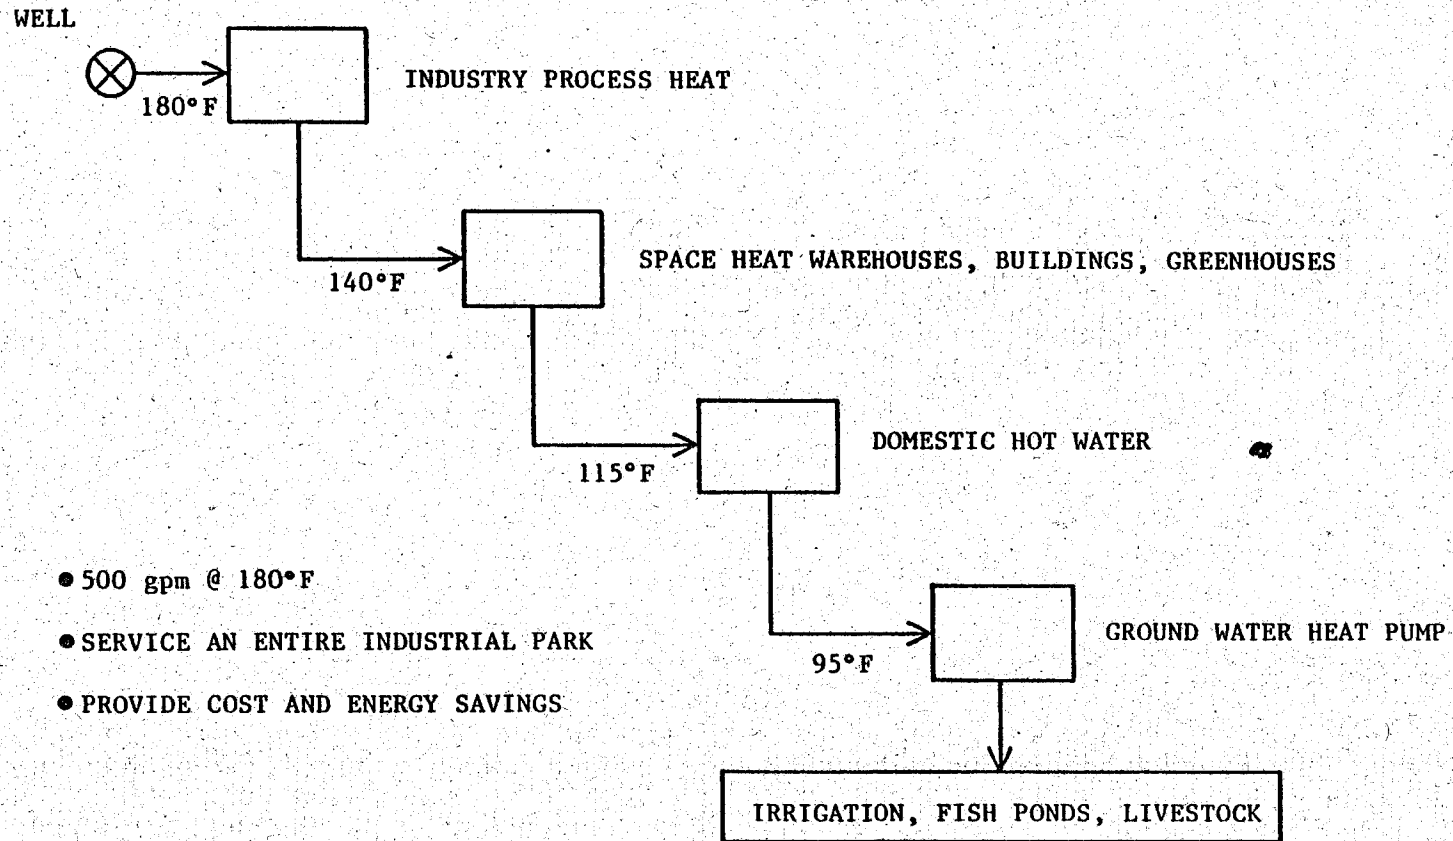 WELL
180°F
INDUSTRY PROCESS HEAT
140°F
SPACE HEAT WAREHOUSES, BUILDINGS, GREENHOUSES
115°F
DOMESTIC HOT WATER
95°F
GROUND WATER HEAT PUMP
● 500 gpm @ 180°F
● SERVICE AN ENTIRE INDUSTRIAL PARK
● PROVIDE COST AND ENERGY SAVINGS
IRRIGATION, FISH PONDS, LIVESTOCK